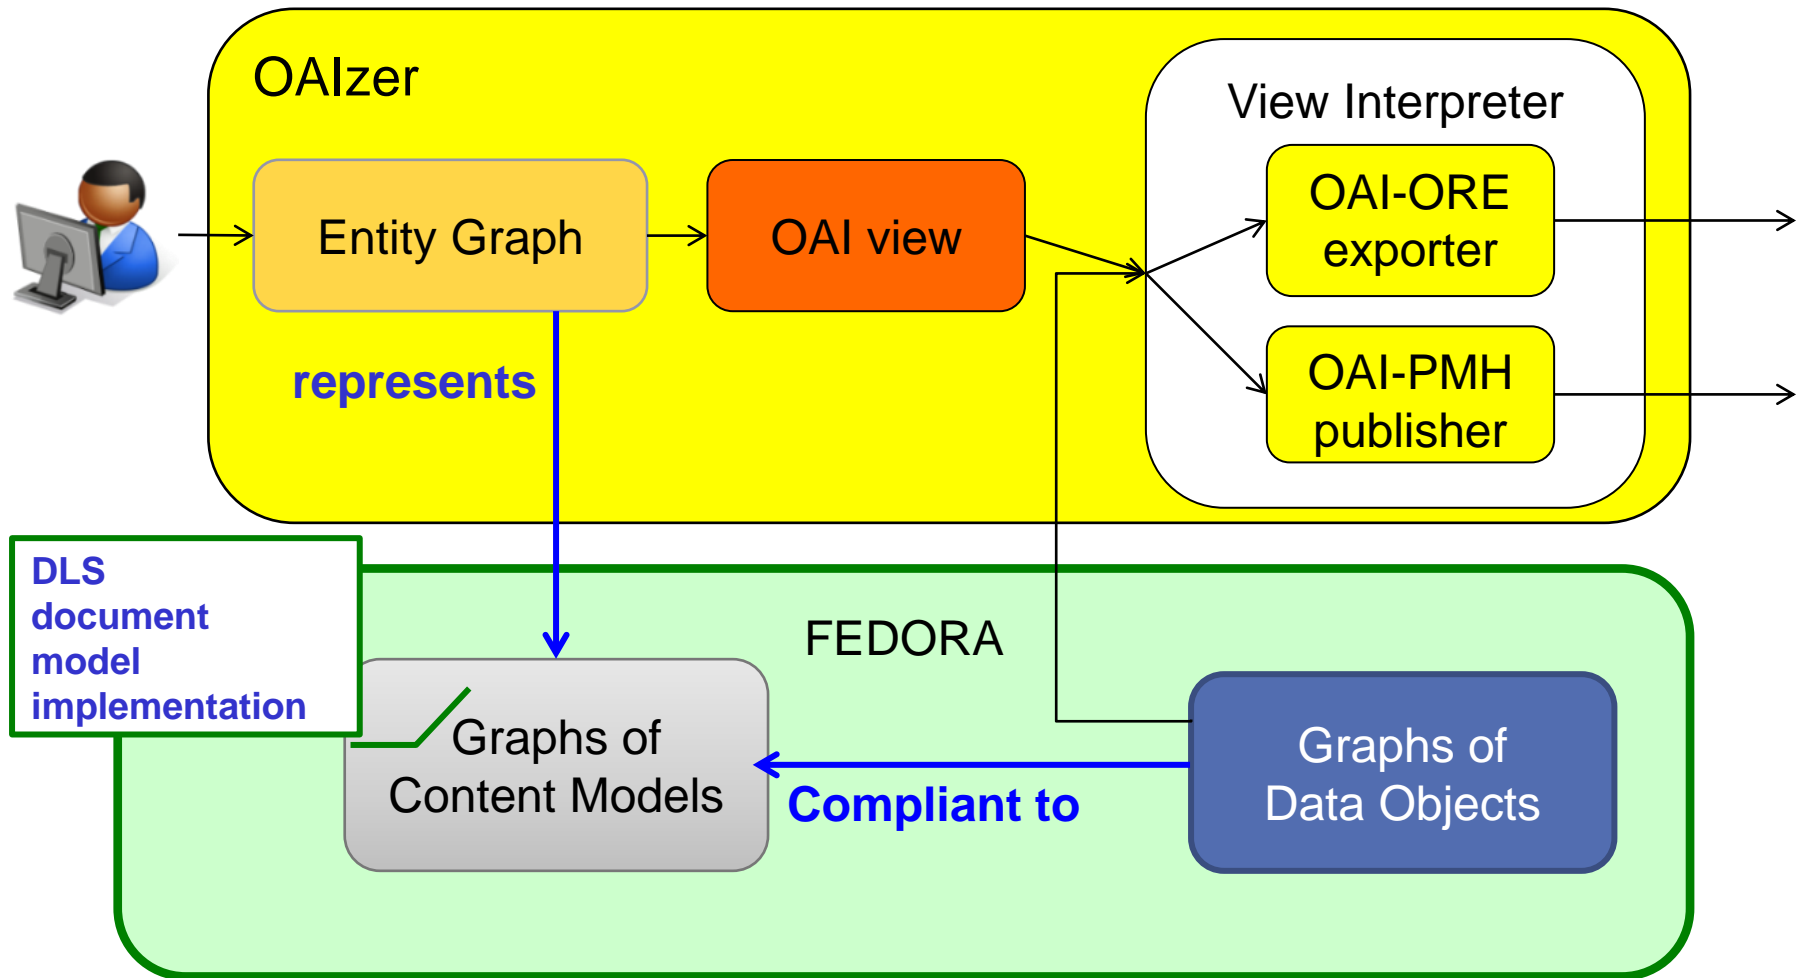 OAIzer
View Interpreter
Entity Graph
OAI view
OAI-ORE
exporter
OAI-PMH
publisher
represents
DLS
document
model
implementation
FEDORA
Graphs of
Content Models
Compliant to
Graphs of
Data Objects